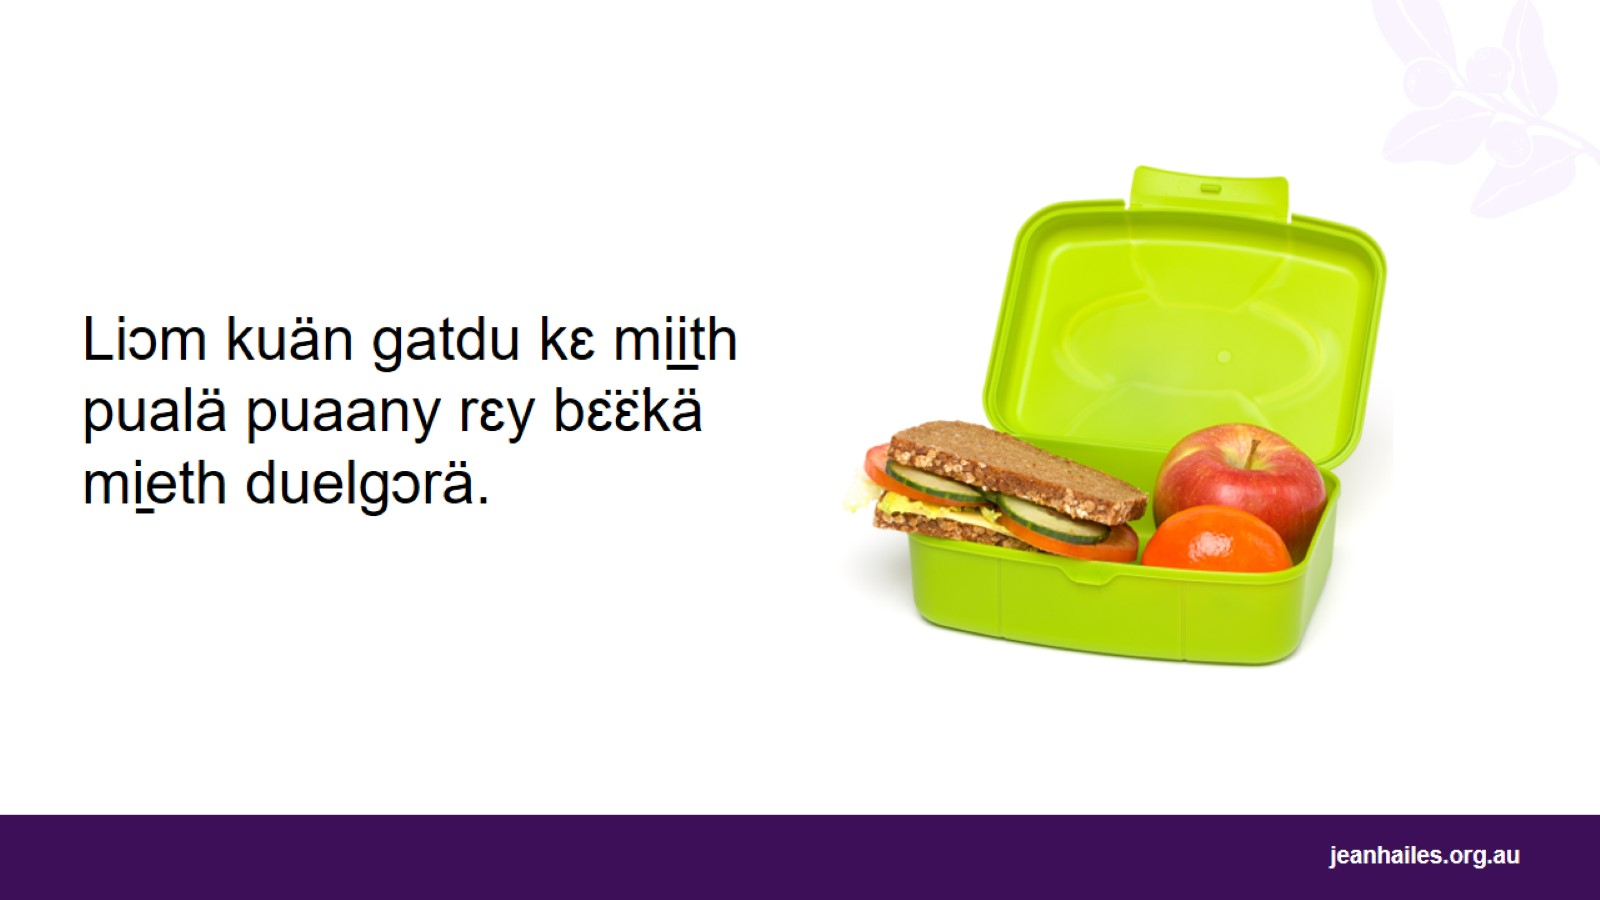 Liɔm kuän gatdu kɛ mi̱i̱th
pualä puaany rɛy bɛ̈ɛ̈kä
mi̱eth duelgɔrä.
jeanhailes.org.au